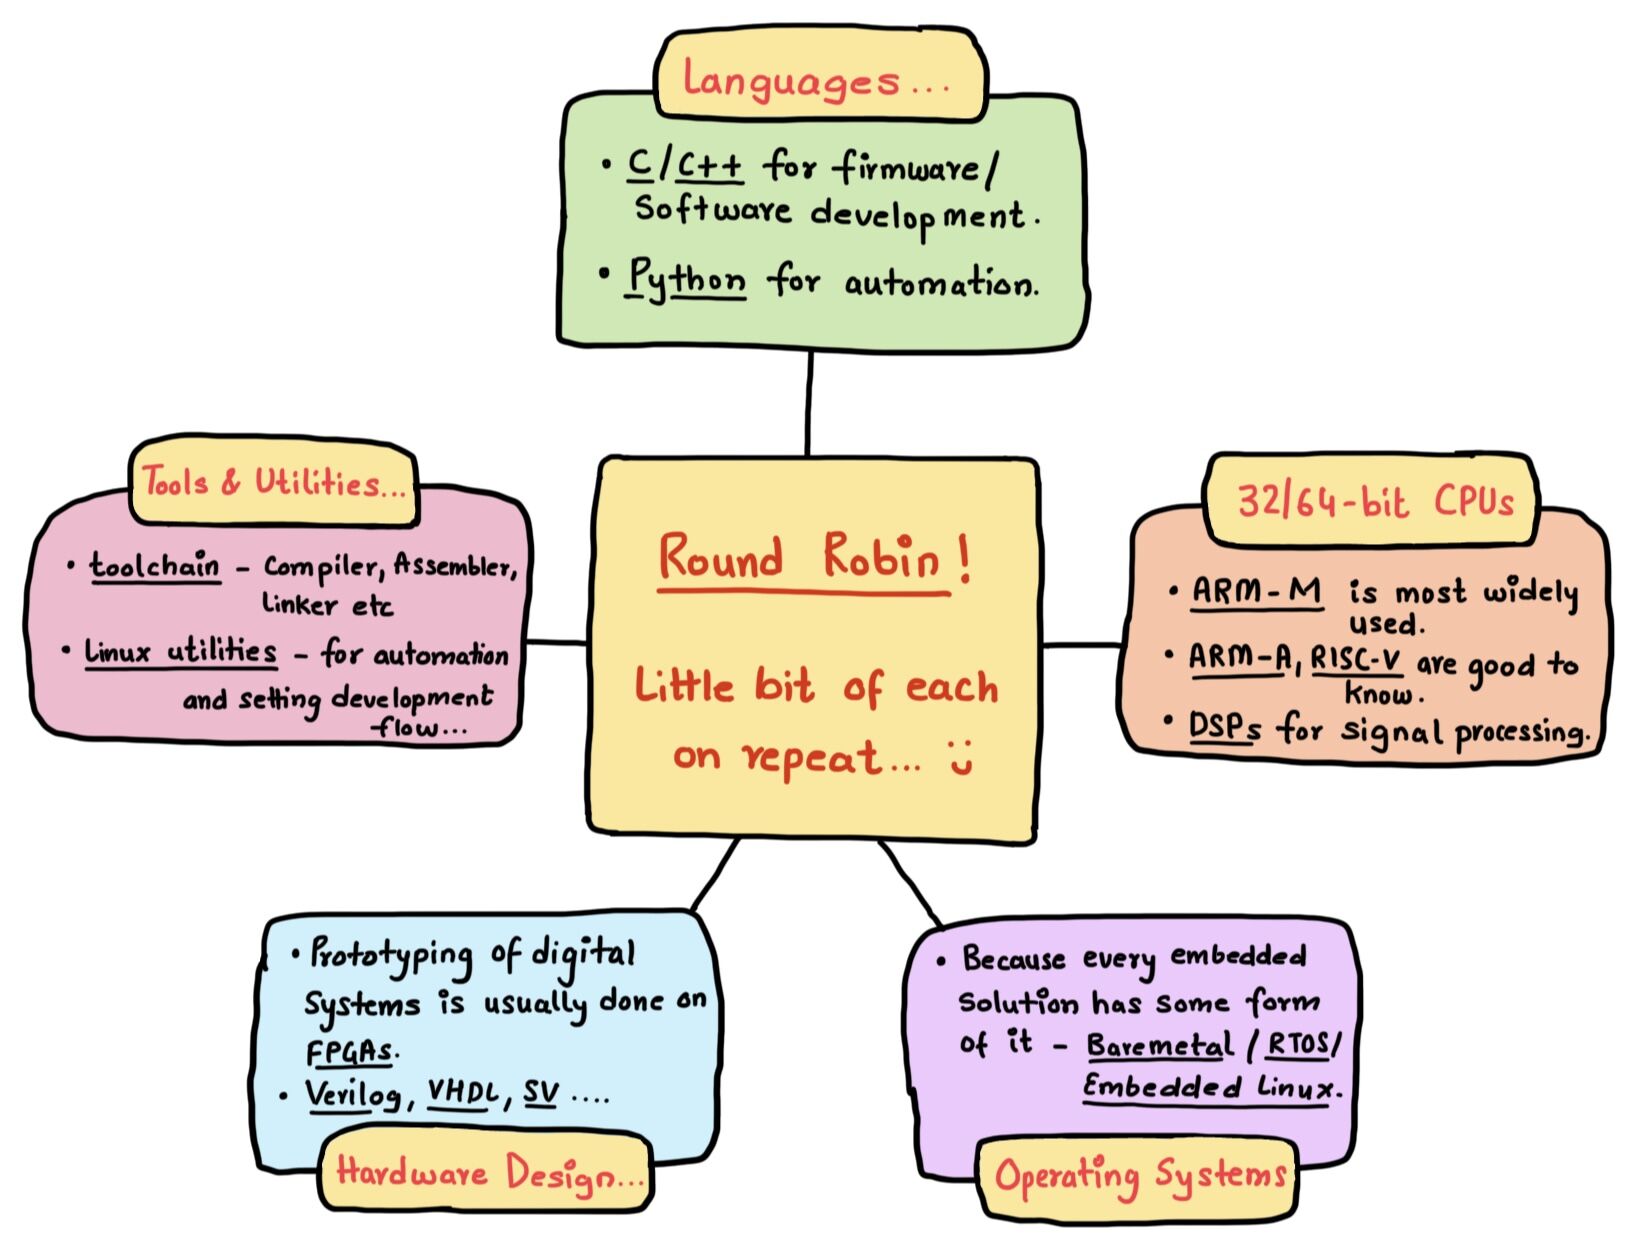 Languages...
• C/C++ for firmware/
Software development.
• Python for automation.
Tools & Utilities...
• toolchain - Compiler, Assembler,
Linker etc
• Linux utilities - for automation
and setting development
flow...
Round Robin!
Little bit of each
on repeat... ::)
32/64-bit CPUs
• ARM-M is most widely
used.
• ARM-A, RISC-V are good to
know.
• DSPs for signal processing.
• Prototyping of digital
Systems is usually done on
FPGAs.
• Verilog, VHDL, SV ....
Hardware Design...
• Because every embedded
Solution has some form
of it - Baremetal / RTOS/
Embedded Linux.
Operating Systems